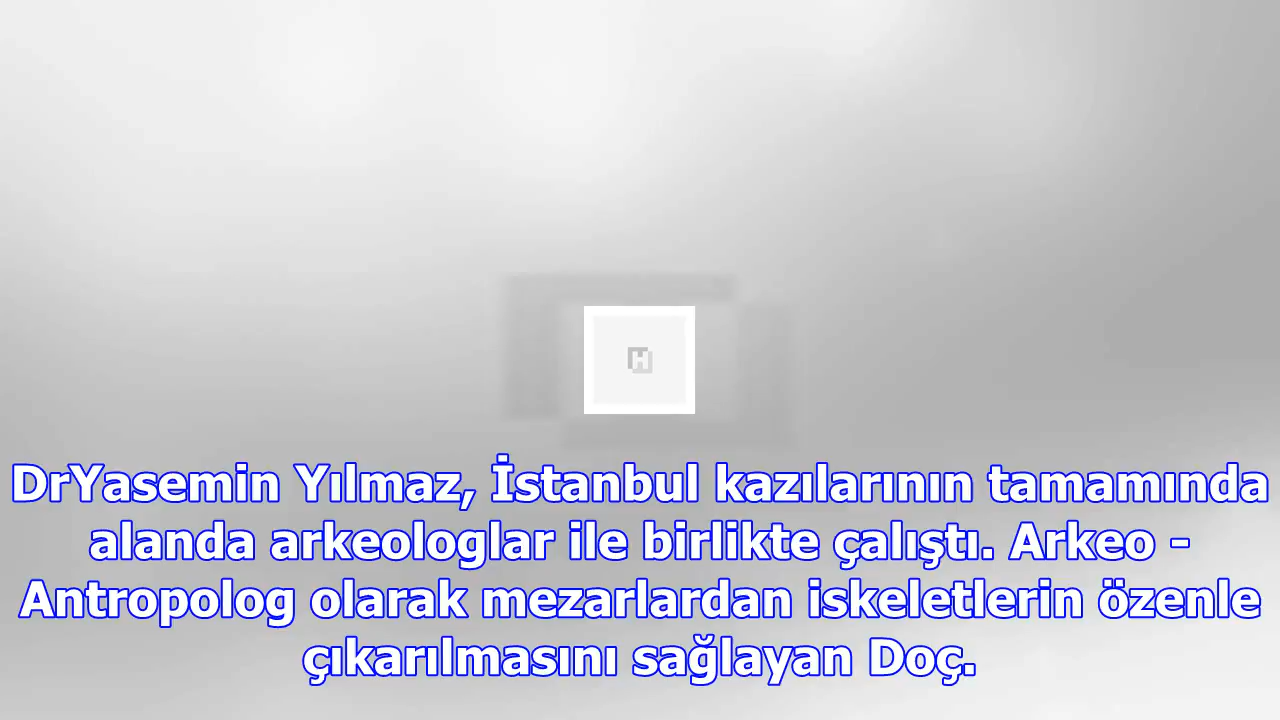 DrYasemin Yılmaz, İstanbul kazılarının tamamında
alanda arkeologlar ile birlikte çalıştı. Arkeo -
Antropolog olarak mezarlardan iskeletlerin özenle
çıkarılmasını sağlayan Doç.